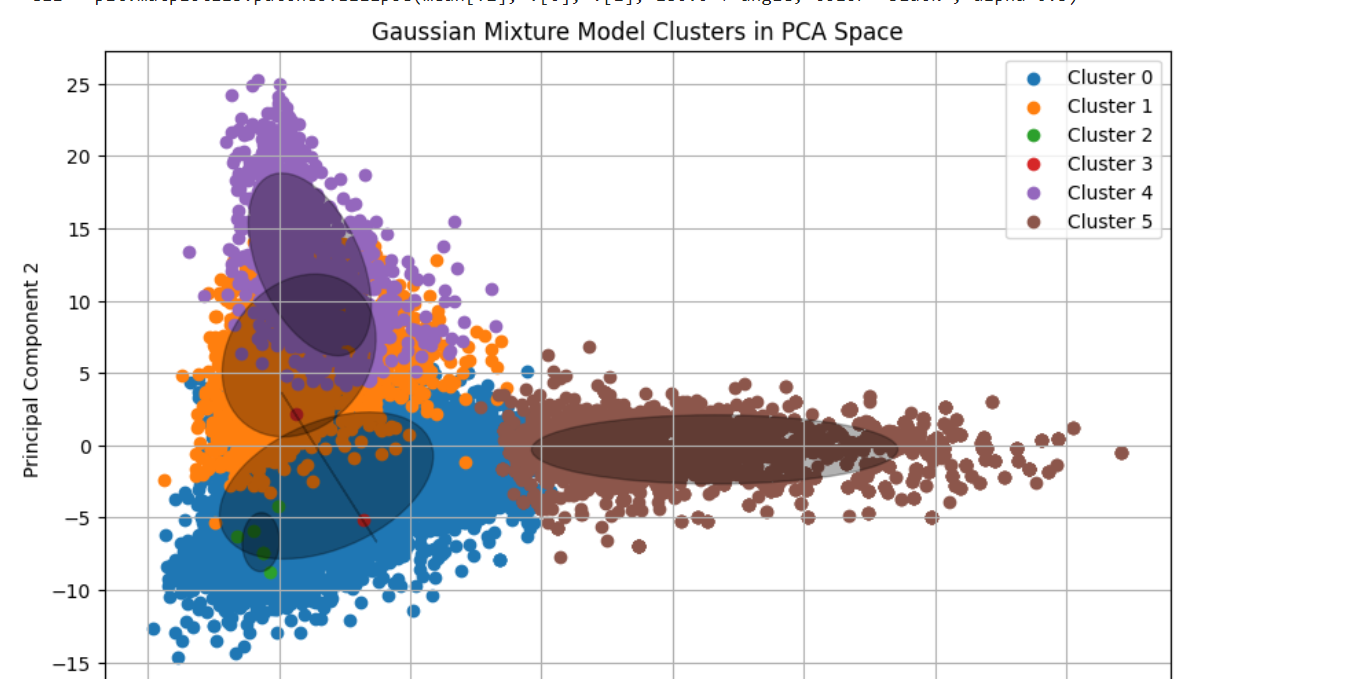 Gaussian Mixture Model Clusters in PCA Space
Cluster 0
Cluster 1
Cluster 2
Cluster 3
Cluster 4
Cluster 5
25
20
15
10
5
0
−5
−10
−15
Principal Component 2